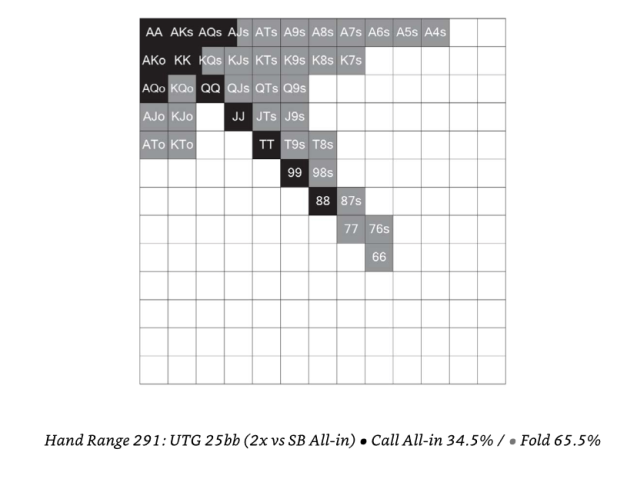 AA AKs AQs AJs ATs A9s A8s A7s A6s A5s A4s
AKo KK KQs KJs KTs K9s K8s K7s
AQo KQo QQ QJs QTs Q9s
AJo KJo JJ JTs J9s
ATo KTo TT T9s T8s
99 98s
88 87s
77 76s
66
Hand Range 291: UTG 25bb (2x vs SB All-in) • Call All-in 34.5% / • Fold 65.5%